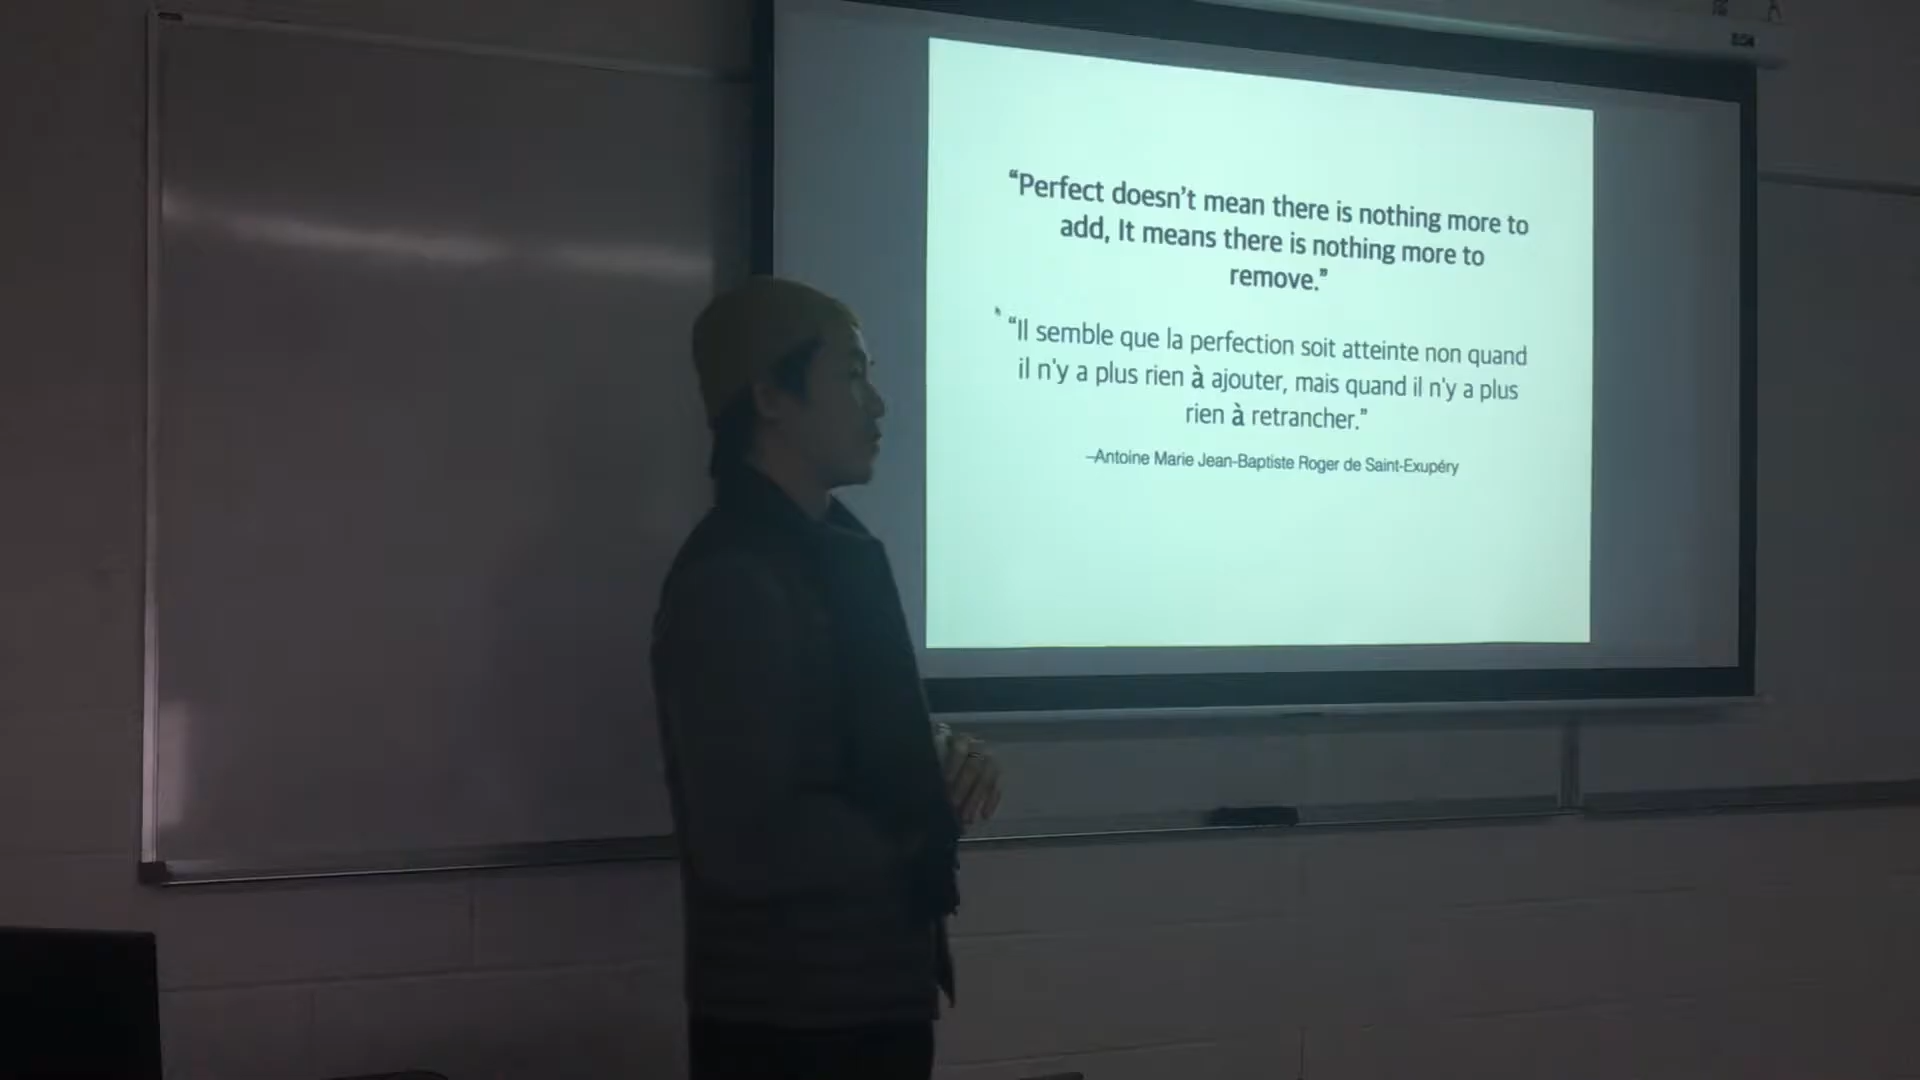 “Perfect doesn’t mean there is nothing more to
add, It means there is nothing more to
remove.”
“Il semble que la perfection soit atteinte non quand
il n'y a plus rien à ajouter, mais quand il n'y a plus
rien à retrancher.”
–Antoine Marie Jean-Baptiste Roger de Saint-Exupéry